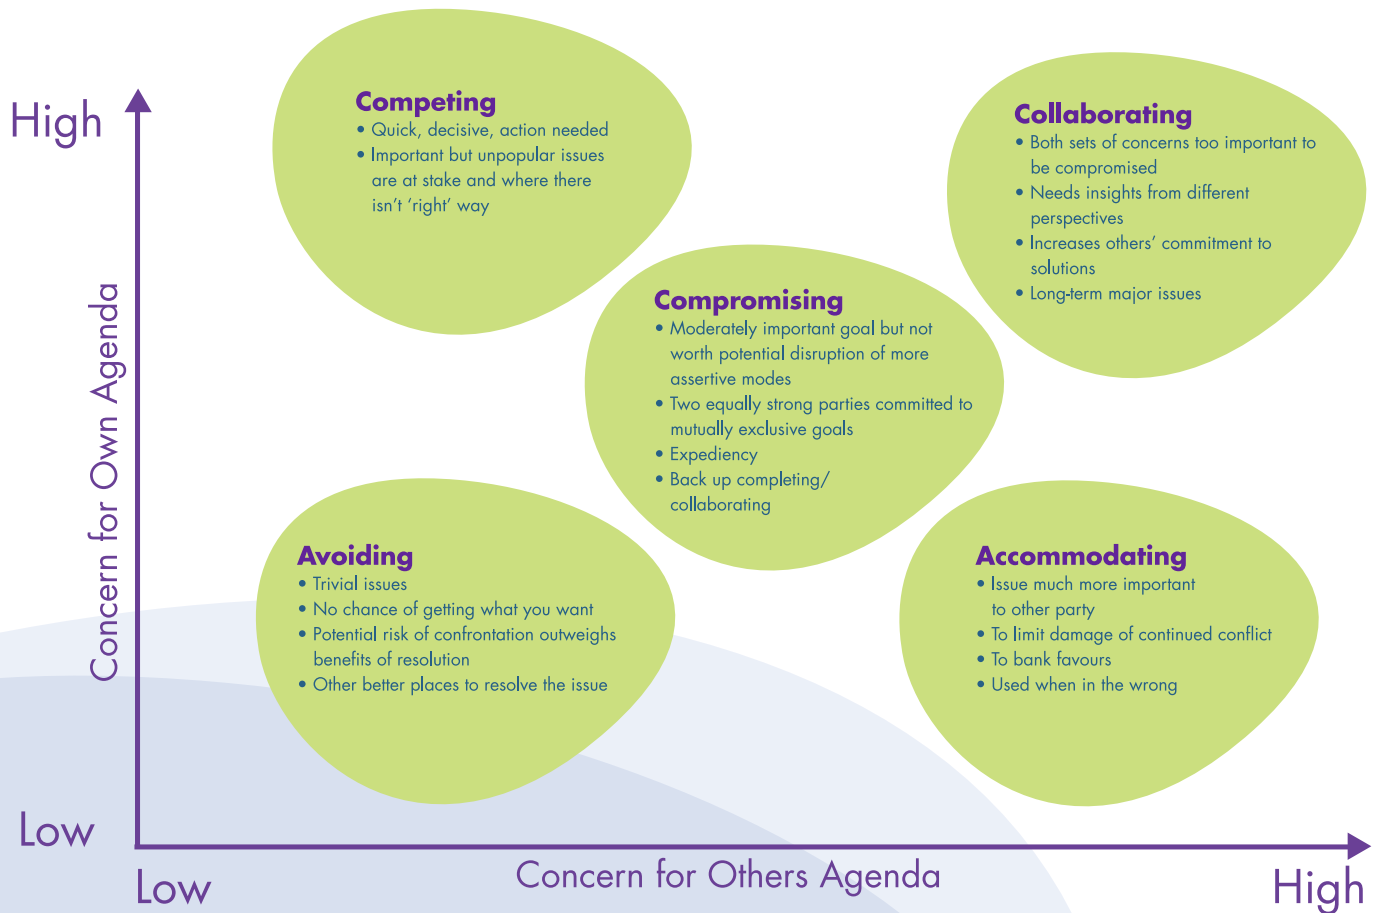 High
Concern for Own Agenda
Low
Competing
• Quick, decisive, action needed
• Important but unpopular issues
are at stake and where there
isn't 'right' way
Collaborating
• Both sets of concerns too important to
be compromised
• Needs insights from different
perspectives
• Increases others' commitment to
solutions
• Long-term major issues
Compromising
• Moderately important goal but not
worth potential disruption of more
assertive modes
• Two equally strong parties committed to
mutually exclusive goals
• Expediency
• Back up completing/
collaborating
Avoiding
• Trivial issues
• No chance of getting what you want
• Potential risk of confrontation outweighs
benefits of resolution
• Other better places to resolve the issue
Accommodating
• Issue much more important
to other party
• To limit damage of continued conflict
• To bank favours
• Used when in the wrong
Low
Concern for Others Agenda
High